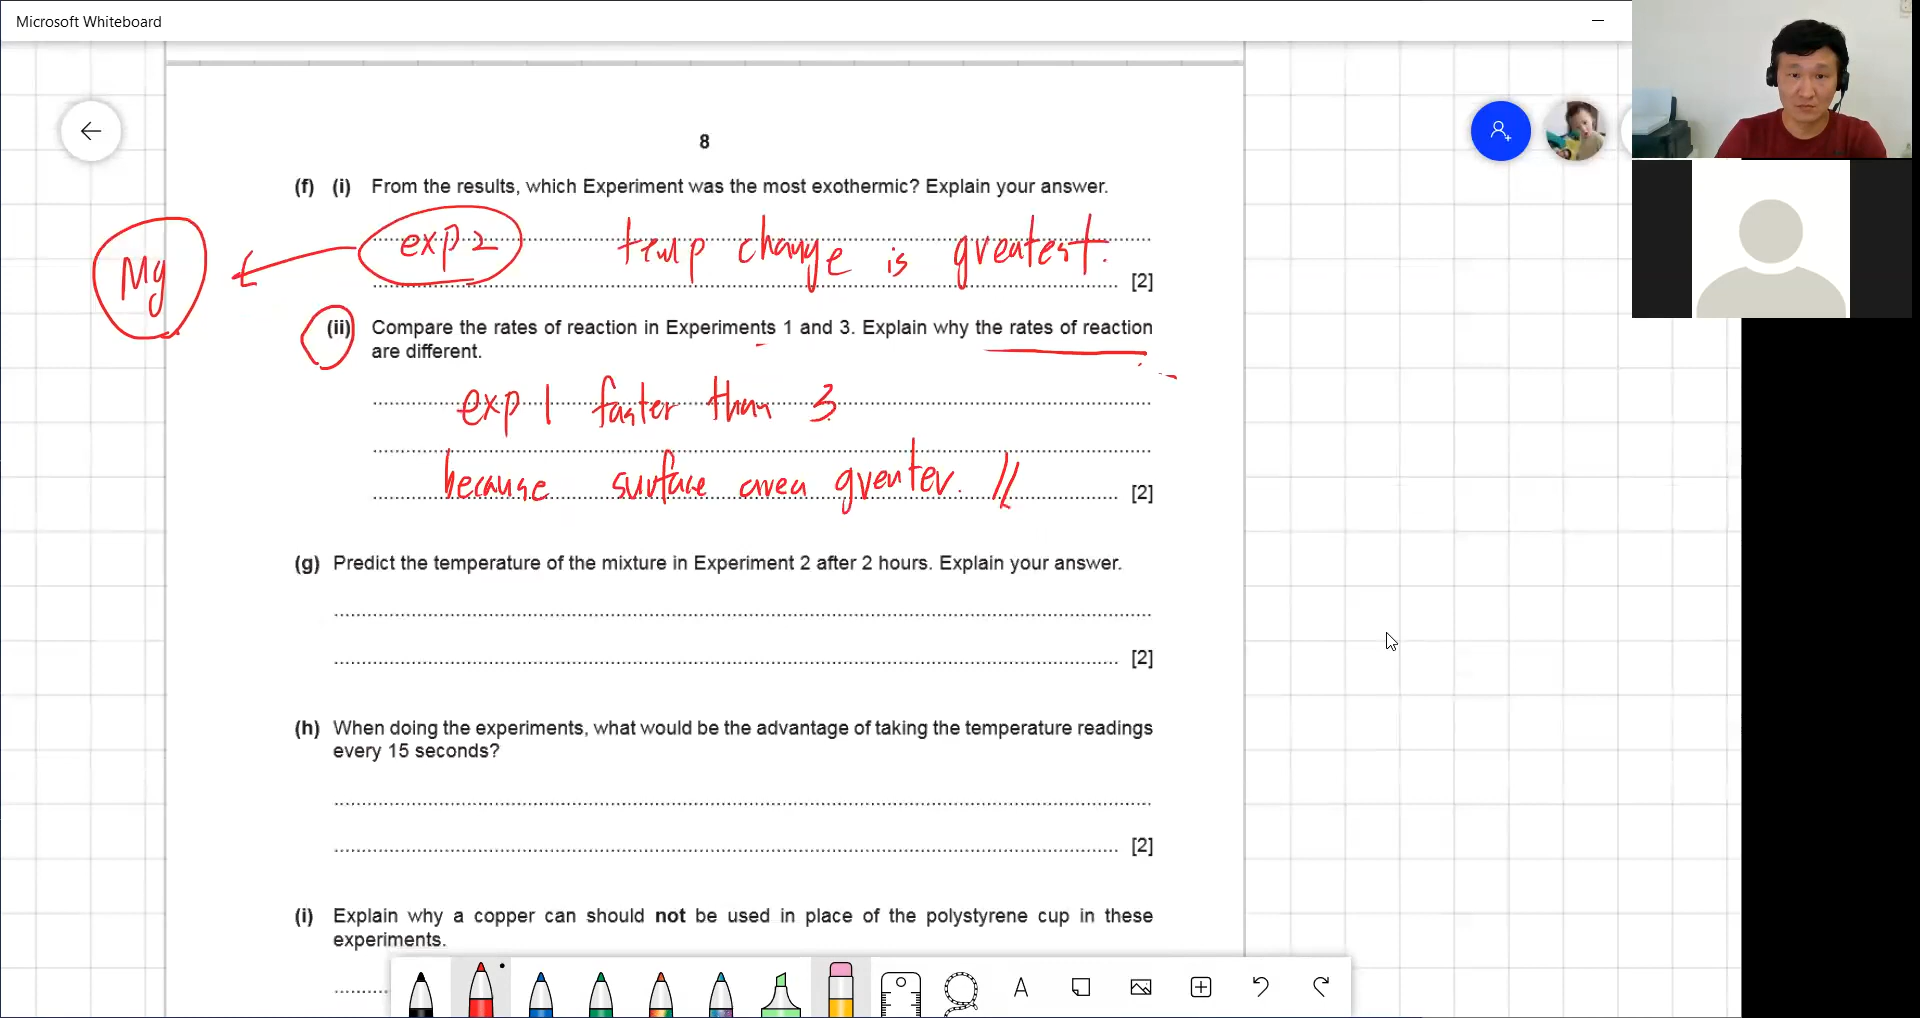 Microsoft Whiteboard
8
(f) (i) From the results, which Experiment was the most exothermic? Explain your answer.
exp 2 temp change is greatest.
Mg
[2]
(ii) Compare the rates of reaction in Experiments 1 and 3. Explain why the rates of reaction
are different.
exp 1 faster than 3
because surface area greater. //
[2]
(g) Predict the temperature of the mixture in Experiment 2 after 2 hours. Explain your answer.
[2]
(h) When doing the experiments, what would be the advantage of taking the temperature readings
every 15 seconds?
[2]
(i) Explain why a copper can should not be used in place of the polystyrene cup in these
experiments.